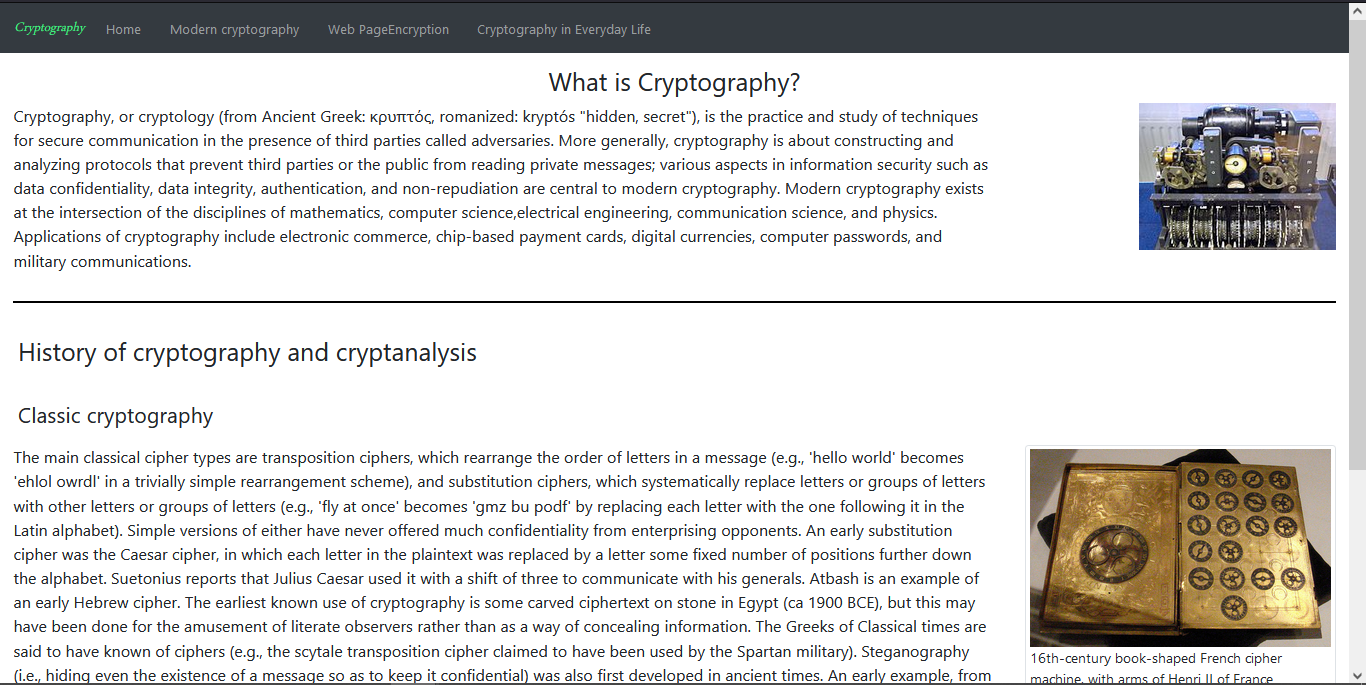 Cryptography Home Modern cryptography Web PageEncryption Cryptography in Everyday Life
What is Cryptography?
Cryptography, or cryptology (from Ancient Greek: κρυπτός, romanized: kryptós "hidden, secret"), is the practice and study of techniques
for secure communication in the presence of third parties called adversaries. More generally, cryptography is about constructing and
analyzing protocols that prevent third parties or the public from reading private messages; various aspects in information security such as
data confidentiality, data integrity, authentication, and non-repudiation are central to modern cryptography. Modern cryptography exists
at the intersection of the disciplines of mathematics, computer science,electrical engineering, communication science, and physics.
Applications of cryptography include electronic commerce, chip-based payment cards, digital currencies, computer passwords, and
military communications.
History of cryptography and cryptanalysis
Classic cryptography
The main classical cipher types are transposition ciphers, which rearrange the order of letters in a message (e.g., 'hello world' becomes
'ehlol owrdl' in a trivially simple rearrangement scheme), and substitution ciphers, which systematically replace letters or groups of letters
with other letters or groups of letters (e.g., 'fly at once' becomes 'gmz bu podf' by replacing each letter with the one following it in the
Latin alphabet). Simple versions of either have never offered much confidentiality from enterprising opponents. An early substitution
cipher was the Caesar cipher, in which each letter in the plaintext was replaced by a letter some fixed number of positions further down
the alphabet. Suetonius reports that Julius Caesar used it with a shift of three to communicate with his generals. Atbash is an example of
an early Hebrew cipher. The earliest known use of cryptography is some carved ciphertext on stone in Egypt (ca 1900 BCE), but this may
have been done for the amusement of literate observers rather than as a way of concealing information. The Greeks of Classical times are
said to have known of ciphers (e.g., the scytale transposition cipher claimed to have been used by the Spartan military). Steganography
(i.e., hiding even the existence of a message so as to keep it confidential) was also first developed in ancient times. An early example, from
16th-century book-shaped French cipher
machine, with arms of Henri II of France